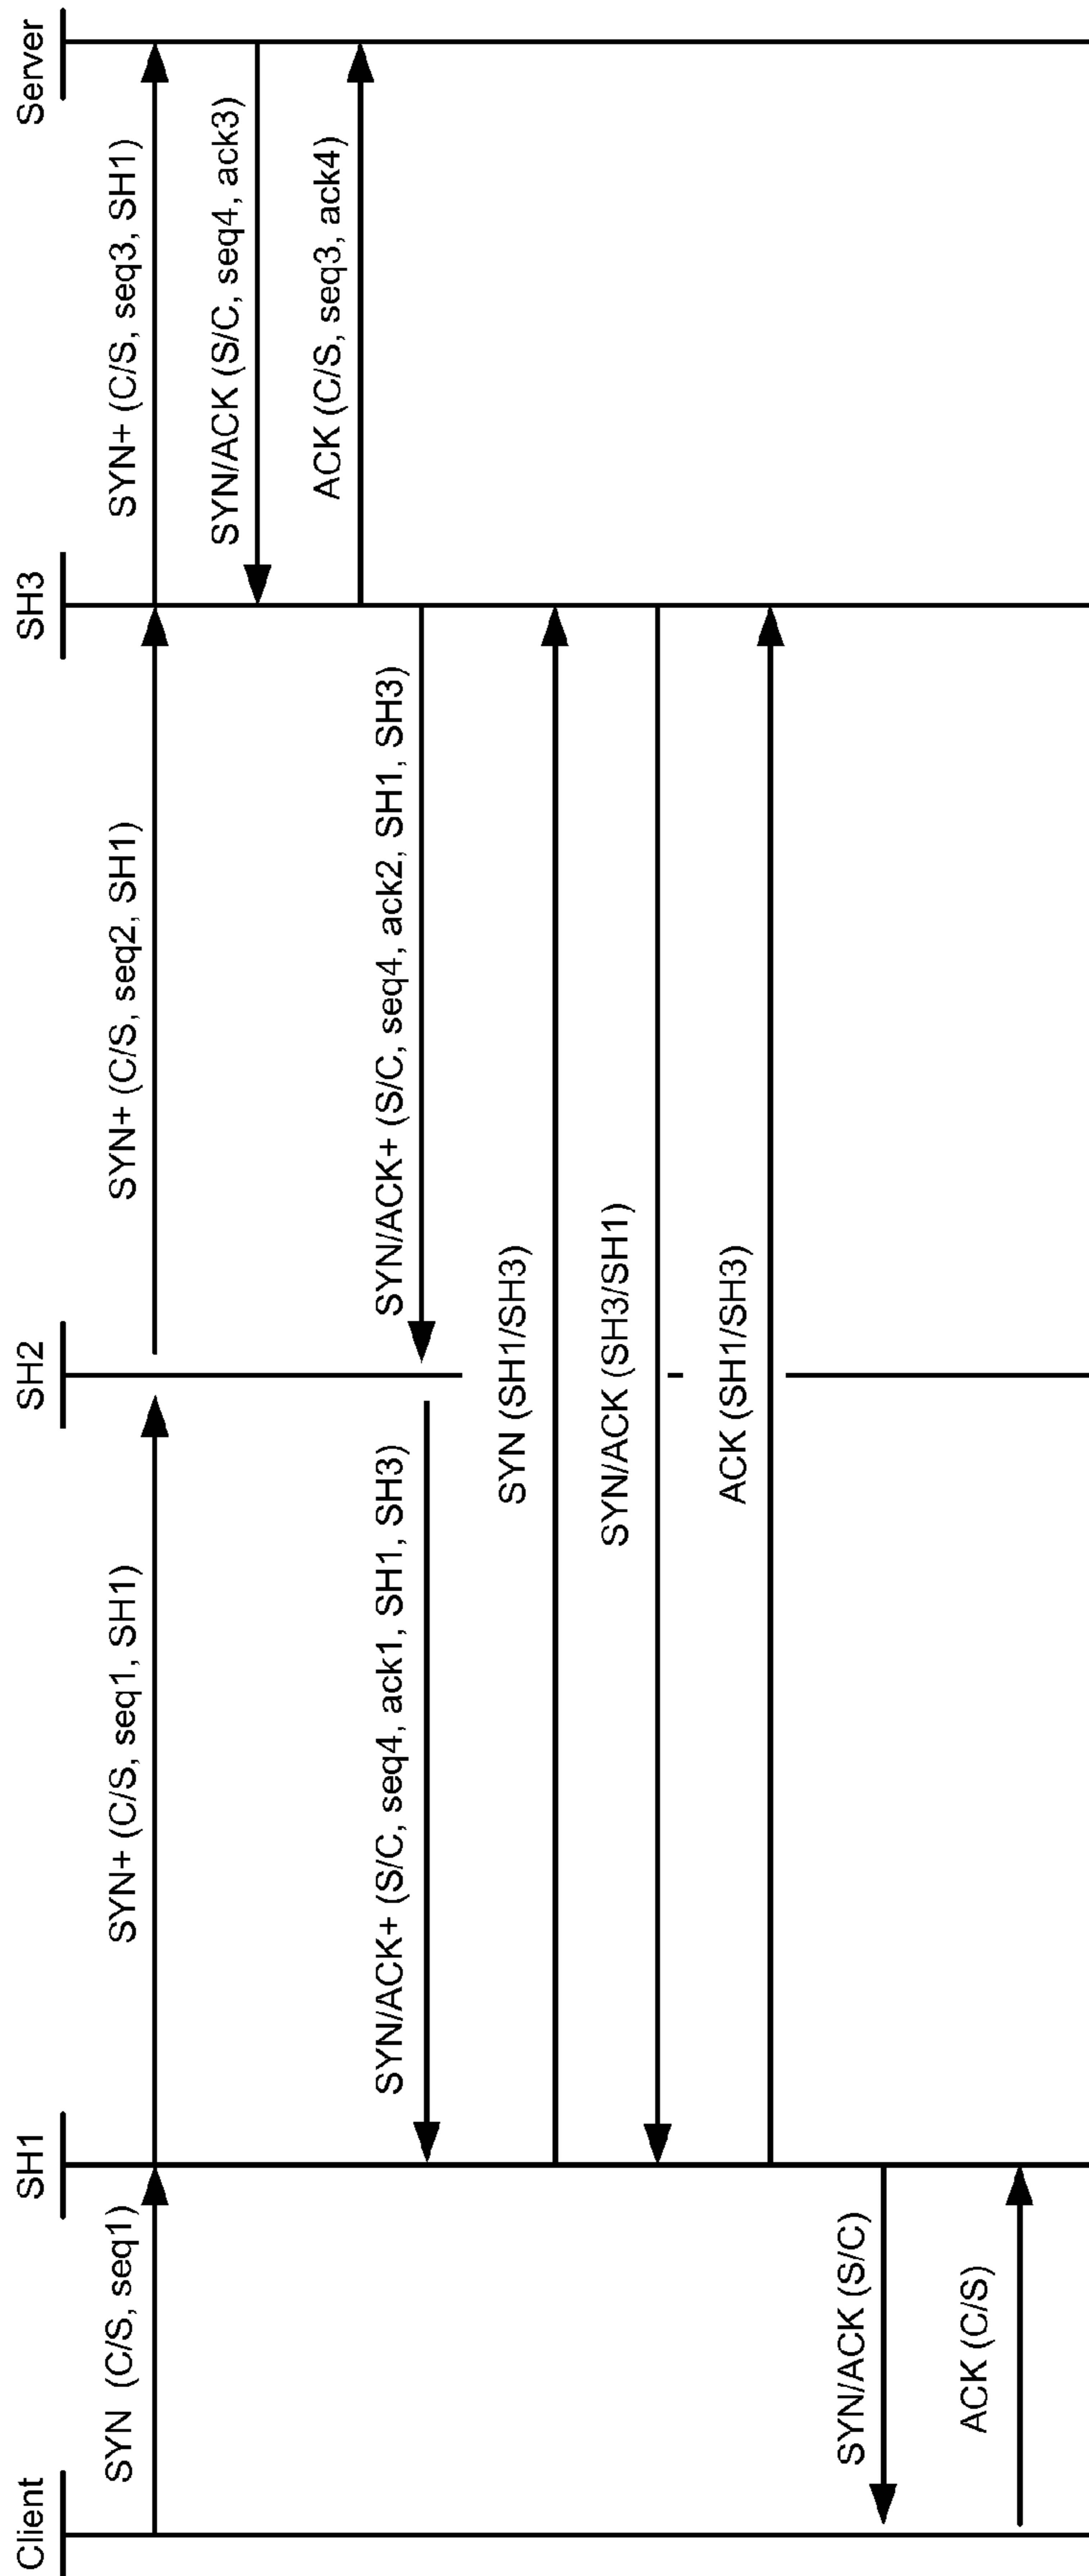 Client
SH1
SH2
SH3
Server
SYN (C/S, seq1)
SYN+ (C/S, seq1, SH1)
SYN+ (C/S, seq2, SH1)
SYN+ (C/S, seq3, SH1)
SYN/ACK (S/C, seq4, ack3)
ACK (C/S, seq3, ack4)
SYN/ACK+ (S/C, seq4, ack2, SH1, SH3)
SYN/ACK+ (S/C, seq4, ack1, SH1, SH3)
SYN (SH1/SH3)
SYN/ACK (SH3/SH1)
ACK (SH1/SH3)
SYN/ACK (S/C)
ACK (C/S)